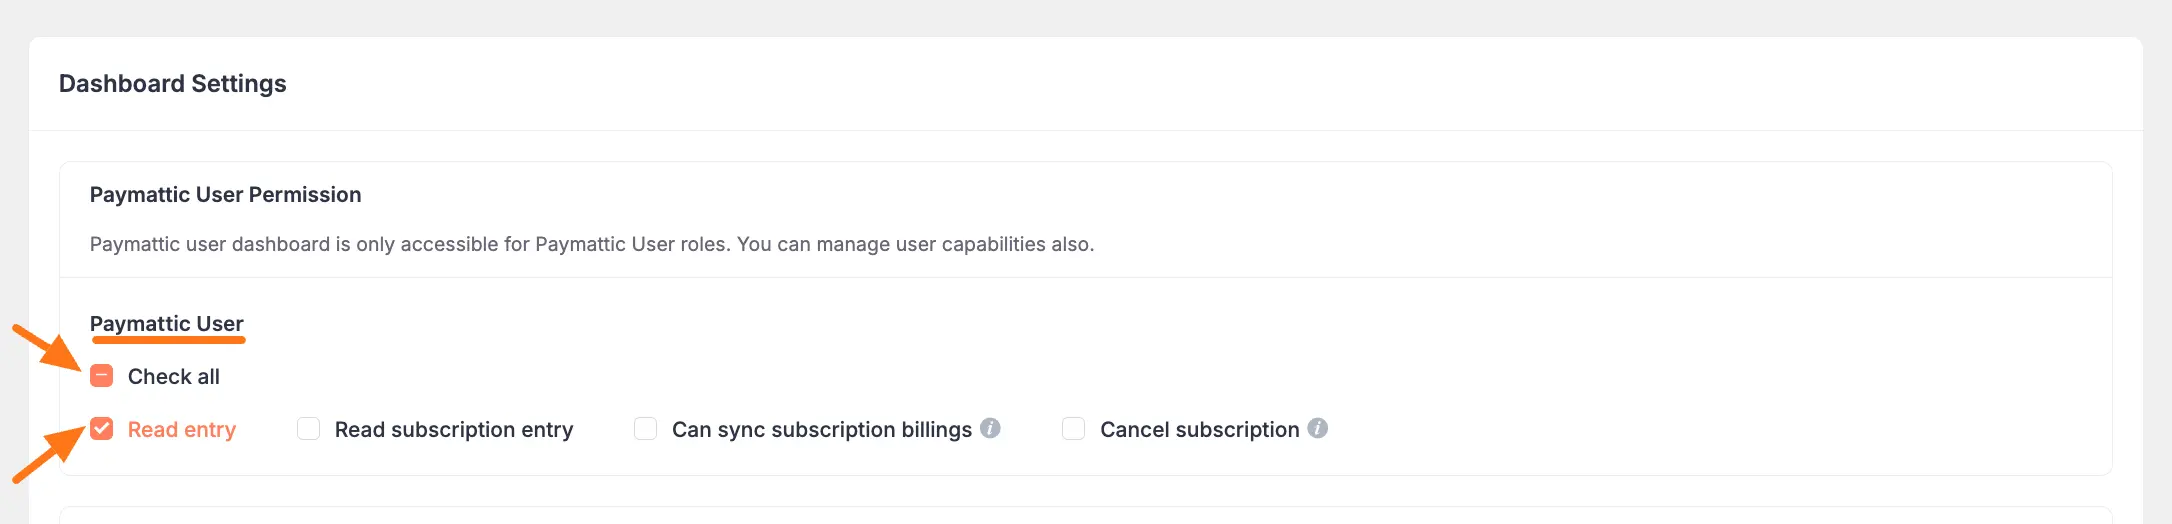 Dashboard Settings
Paymattic User Permission
Paymattic user dashboard is only accessible for Paymattic User roles. You can manage user capabilities also.
Paymattic User
Check all
Read entry Read subscription entry Can sync subscription billings i Cancel subscription i